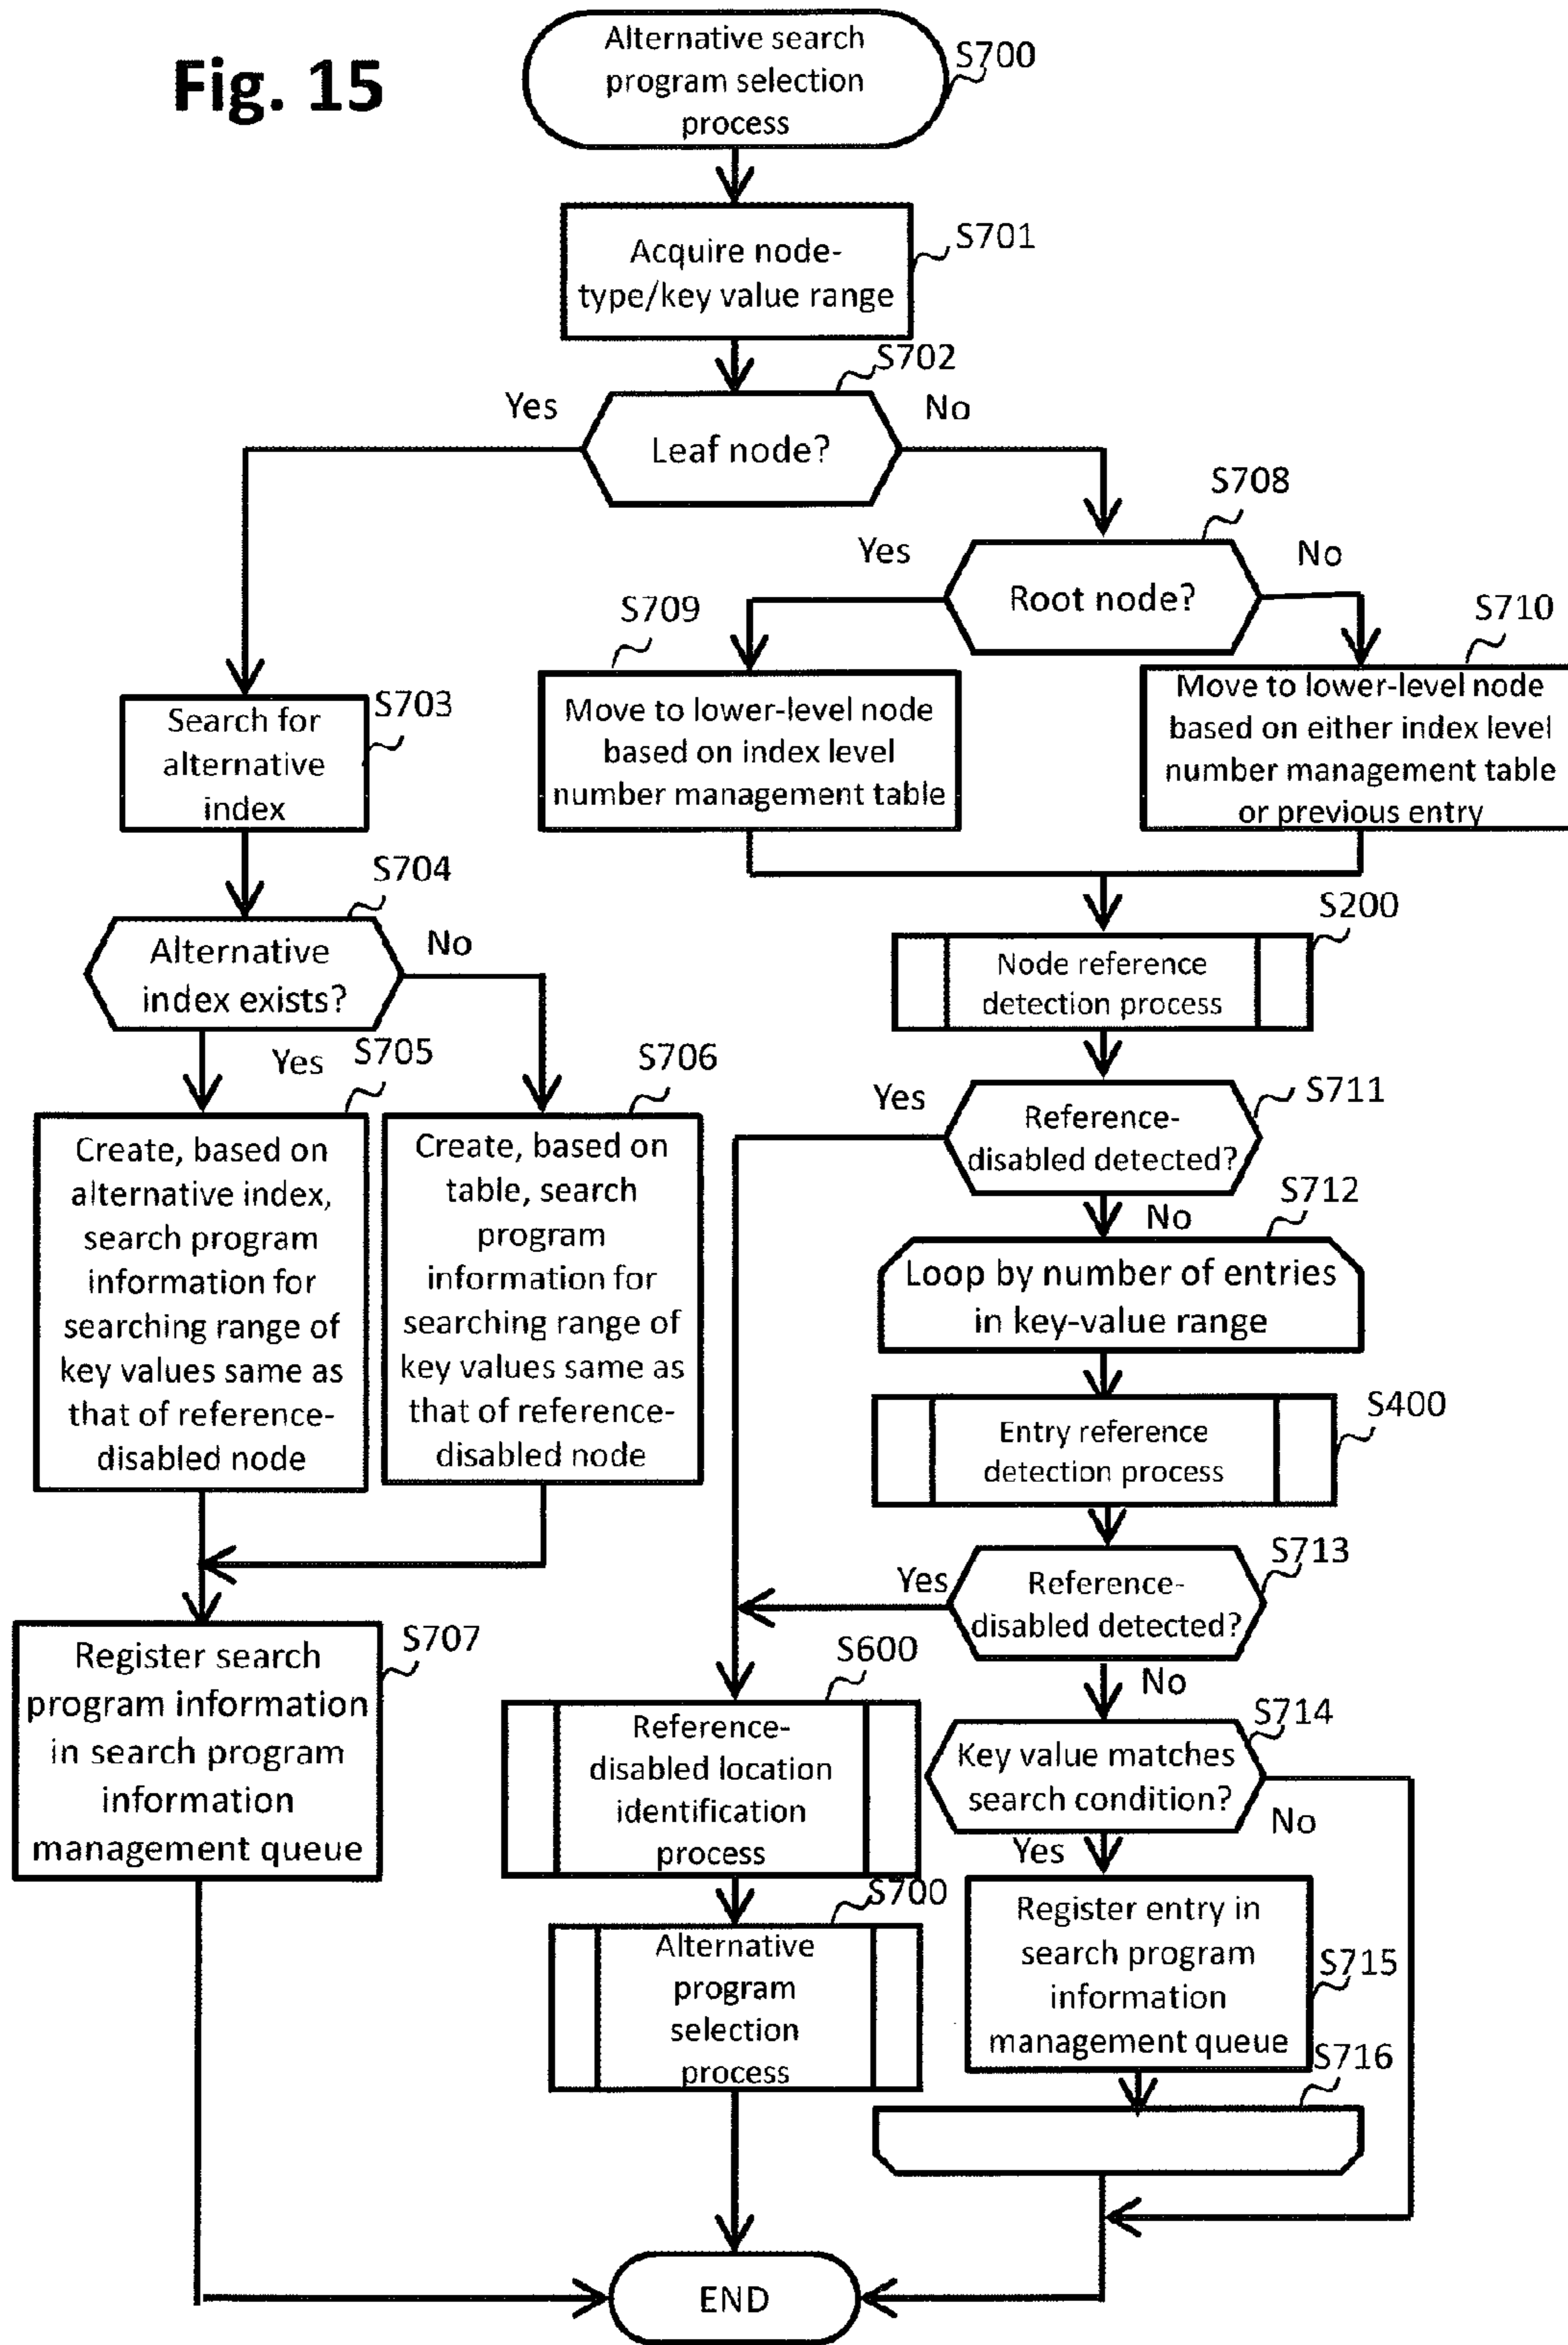 Fig. 15
Alternative search
program selection
process
S700
Acquire node-
type/key value range
S701
S702
Yes
No
Leaf node?
S708
Yes
No
Root node?
S709
S710
Move to lower-level node
based on index level
number management table
Move to lower-level node
based on either index level
number management table
or previous entry
Search for
alternative
index
S703
S704
Alternative
index exists?
No
Yes
S705
S706
Create, based on
alternative index,
search program
information for
searching range of
key values same as
that of reference-
disabled node
Create, based on
table, search
program
information for
searching range of
key values same as
that of reference-
disabled node
Register search
program information
in search program
information
management queue
S707
S200
Node reference
detection process
Yes
Reference-
disabled detected?
S711
No
S712
Loop by number of entries
in key-value range
S400
Entry reference
detection process
S713
Yes
Reference-
disabled detected?
No
S600
Reference-
disabled location
identification
process
S714
Key value matches
search condition?
No
Yes
S700
Alternative
program
selection
process
Register entry in
search program
information
management queue
S715
S716
END